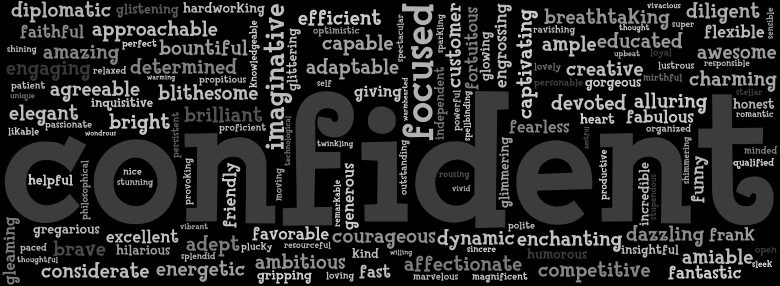 diplomatic glistening hardworking
faithful approachable
shining amazing perfect bountiful
engaging relaxed determined
warming
patient agreeable propitious
unique inquisitive blithesome
elegant passionate bright brilliant
likable wondrous proficient
persistent
knowledgeable
imaginative
glittering
technological
efficient
optimistic
capable
adaptable
self
giving
twinkling
spectacular
warmhearted
focused
sparkling
independent
customer
powerful
spellbinding
fortuitous
glowing
engrossing
captivating
vivacious
breathtaking diligent
sensible
ravishing thought super flexible
ample educated
upbeat loyal awesome
lovely creative lustrous responsible
personable gorgeous mirthful charming
stellar
devoted alluring honest
heart fabulous romantic
fearless organized
zestful
confident
helpful
philosophical
nice
stunning
provoking
friendly
moving
remarkable
generous
outstanding
rousing
vivid
glimmering
productive
incredible
stupendous
shimmering
funny
minded
qualified
gleaming
gregarious
vibrant
polite
paced excellent adept favorable courageous dynamic enchanting dazzling frank
thoughtful brave hilarious splendid plucky resourceful sincere insightful open
Kind willing humorous amiable sleek
considerate energetic ambitious affectionate competitive fantastic
gripping loving fast marvelous magnificent